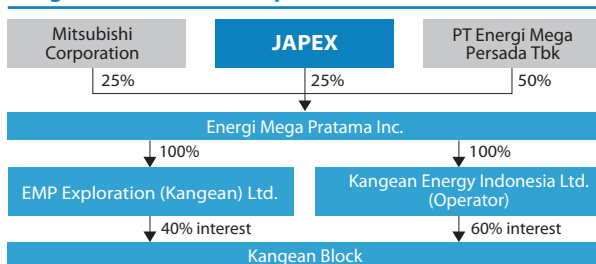 Mitsubishi
Corporation
JAPEX
PT Energi Mega
Persada Tbk
25%
25%
50%
Energi Mega Pratama Inc.
100%
100%
EMP Exploration (Kangean) Ltd.
Kangean Energy Indonesia Ltd.
(Operator)
40% interest
60% interest
Kangean Block